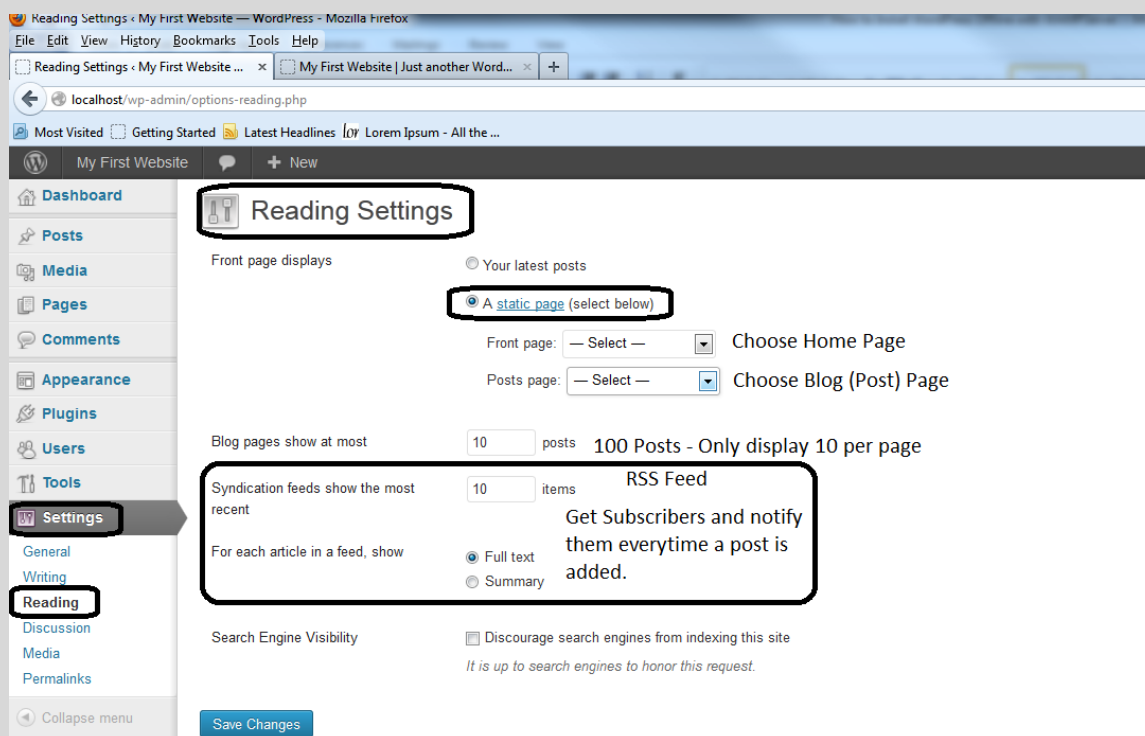 Reading Settings ‹ My First Website — WordPress - Mozilla Firefox
File Edit View History Bookmarks Tools Help
Reading Settings ‹ My First Website ... × My First Website | Just another Word... × +
localhost/wp-admin/options-reading.php
Most Visited Getting Started Latest Headlines lor Lorem Ipsum - All the ...
My First Website + New
Dashboard
Posts
Media
Pages
Comments
Appearance
Plugins
Users
Tools
Settings
General
Writing
Reading
Discussion
Media
Permalinks
Collapse menu
Reading Settings
Front page displays
Your latest posts
A static page (select below)
Front page: — Select — Choose Home Page
Posts page: — Select — Choose Blog (Post) Page
Blog pages show at most 10 posts 100 Posts - Only display 10 per page
Syndication feeds show the most
recent
10 items RSS Feed
Get Subscribers and notify
them everytime a post is
added.
For each article in a feed, show
Full text
Summary
Search Engine Visibility Discourage search engines from indexing this site
It is up to search engines to honor this request.
Save Changes